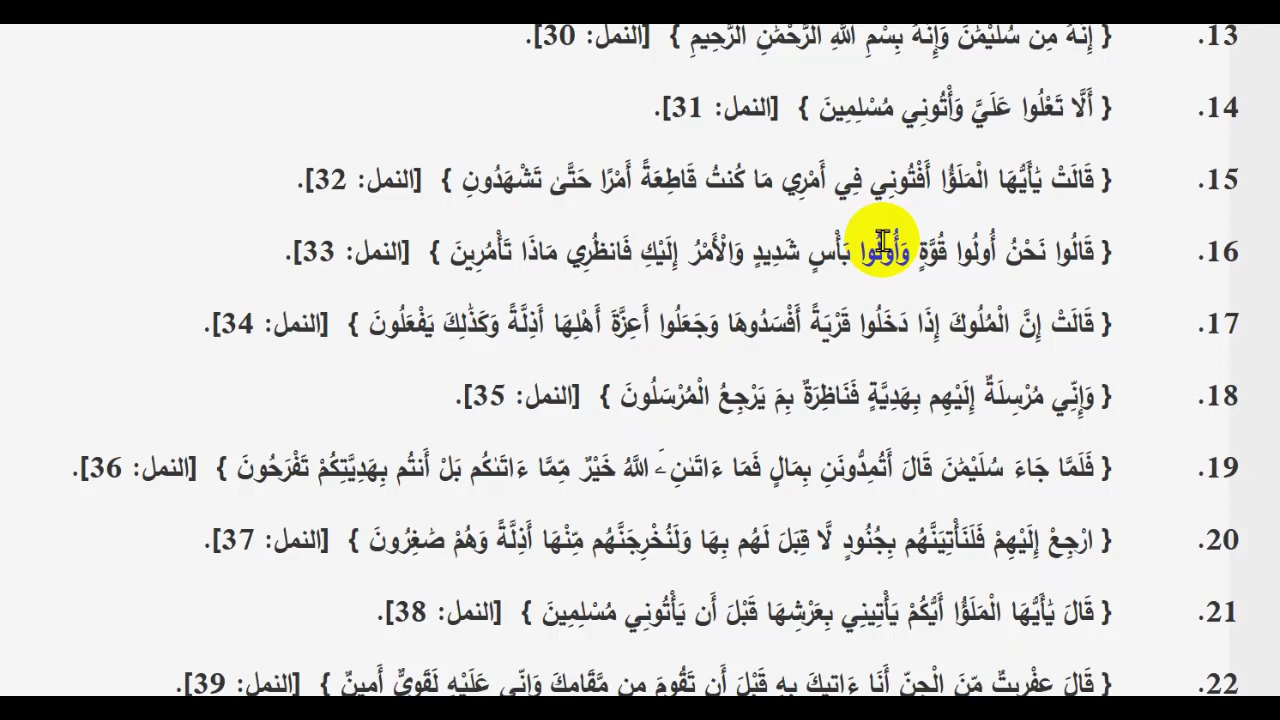 13. { إِنَّهُ مِن سُلَيْمَٰنَ وَإِنَّهُ بِسْمِ اللَّهِ الرَّحْمَٰنِ الرَّحِيمِ } [النمل: 30].
14. { أَلَّا تَعْلُوا عَلَيَّ وَأْتُونِي مُسْلِمِينَ } [النمل: 31].
15. { قَالَتْ يَٰأَيُّهَا الْمَلَؤُا أَفْتُونِي فِي أَمْرِي مَا كُنتُ قَاطِعَةً أَمْرًا حَتَّىٰ تَشْهَدُونِ } [النمل: 32].
16. { قَالُوا نَحْنُ أُولُوا قُوَّةٍ وَأُولُوا بَأْسٍ شَدِيدٍ وَالْأَمْرُ إِلَيْكِ فَانظُرِي مَاذَا تَأْمُرِينَ } [النمل: 33].
17. { قَالَتْ إِنَّ الْمُلُوكَ إِذَا دَخَلُوا قَرْيَةً أَفْسَدُوهَا وَجَعَلُوا أَعِزَّةَ أَهْلِهَا أَذِلَّةً وَكَذَٰلِكَ يَفْعَلُونَ } [النمل: 34].
18. { وَإِنِّي مُرْسِلَةٌ إِلَيْهِم بِهَدِيَّةٍ فَنَاظِرَةٌ بِمَ يَرْجِعُ الْمُرْسَلُونَ } [النمل: 35].
19. { فَلَمَّا جَاءَ سُلَيْمَٰنَ قَالَ أَتُمِدُّونَنِ بِمَالٍ فَمَا ءَاتَىٰنِۦَ اللَّهُ خَيْرٌ مِّمَّا ءَاتَىٰكُم بَلْ أَنتُم بِهَدِيَّتِكُمْ تَفْرَحُونَ } [النمل: 36].
20. { ارْجِعْ إِلَيْهِمْ فَلَنَأْتِيَنَّهُم بِجُنُودٍ لَّا قِبَلَ لَهُم بِهَا وَلَنُخْرِجَنَّهُم مِّنْهَا أَذِلَّةً وَهُمْ صَٰغِرُونَ } [النمل: 37].
21. { قَالَ يَٰأَيُّهَا الْمَلَؤُا أَيُّكُمْ يَأْتِينِي بِعَرْشِهَا قَبْلَ أَن يَأْتُونِي مُسْلِمِينَ } [النمل: 38].
22. { قَالَ عِفْرِيتٌ مِّنَ الْجِنِّ أَنَا ءَاتِيكَ بِهِ قَبْلَ أَن تَقُومَ مِن مَّقَامِكَ وَإِنِّي عَلَيْهِ لَقَوِيٌّ أَمِينٌ } [النمل: 39].